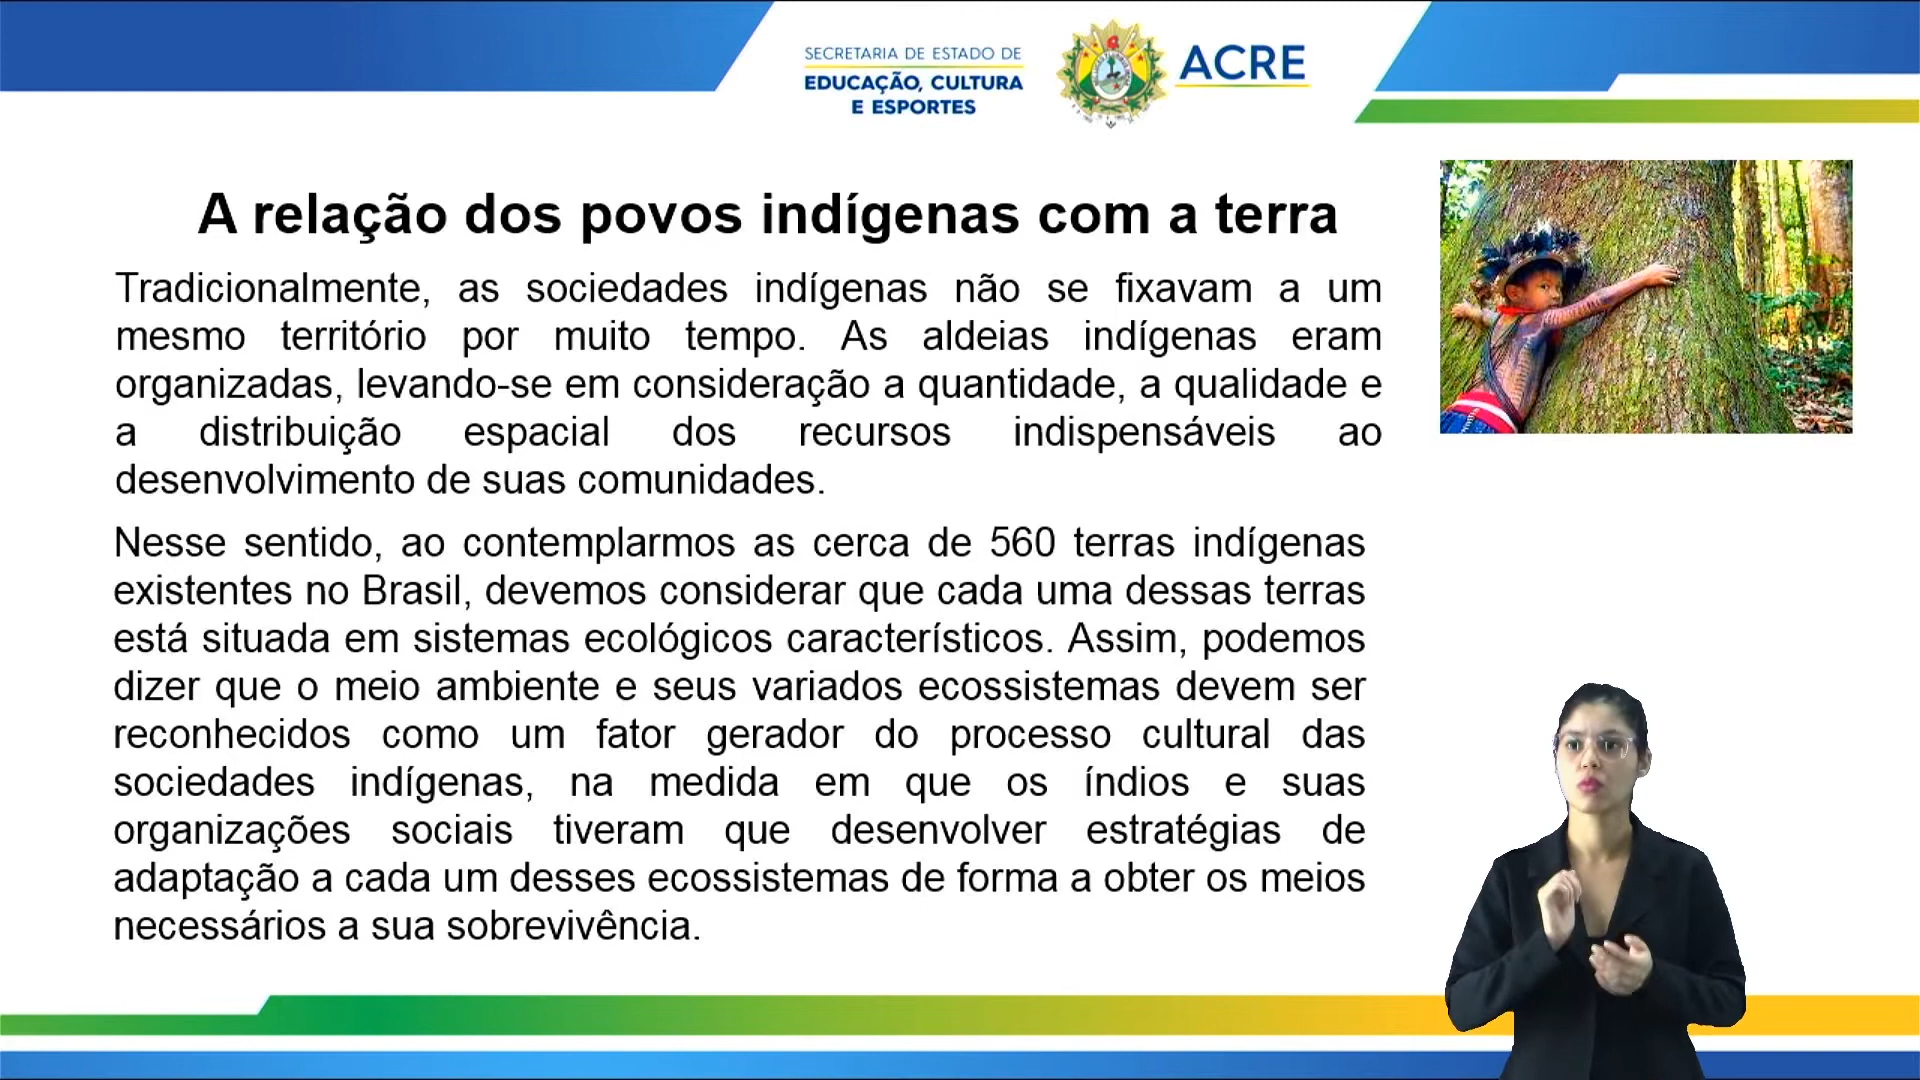 SECRETARIA DE ESTADO DE
EDUCAÇÃO, CULTURA
E ESPORTES
ACRE
A relação dos povos indígenas com a terra
Tradicionalmente, as sociedades indígenas não se fixavam a um
mesmo território por muito tempo. As aldeias indígenas eram
organizadas, levando-se em consideração a quantidade, a qualidade e
a distribuição espacial dos recursos indispensáveis ao
desenvolvimento de suas comunidades.
Nesse sentido, ao contemplarmos as cerca de 560 terras indígenas
existentes no Brasil, devemos considerar que cada uma dessas terras
está situada em sistemas ecológicos característicos. Assim, podemos
dizer que o meio ambiente e seus variados ecossistemas devem ser
reconhecidos como um fator gerador do processo cultural das
sociedades indígenas, na medida em que os índios e suas
organizações sociais tiveram que desenvolver estratégias de
adaptação a cada um desses ecossistemas de forma a obter os meios
necessários a sua sobrevivência.